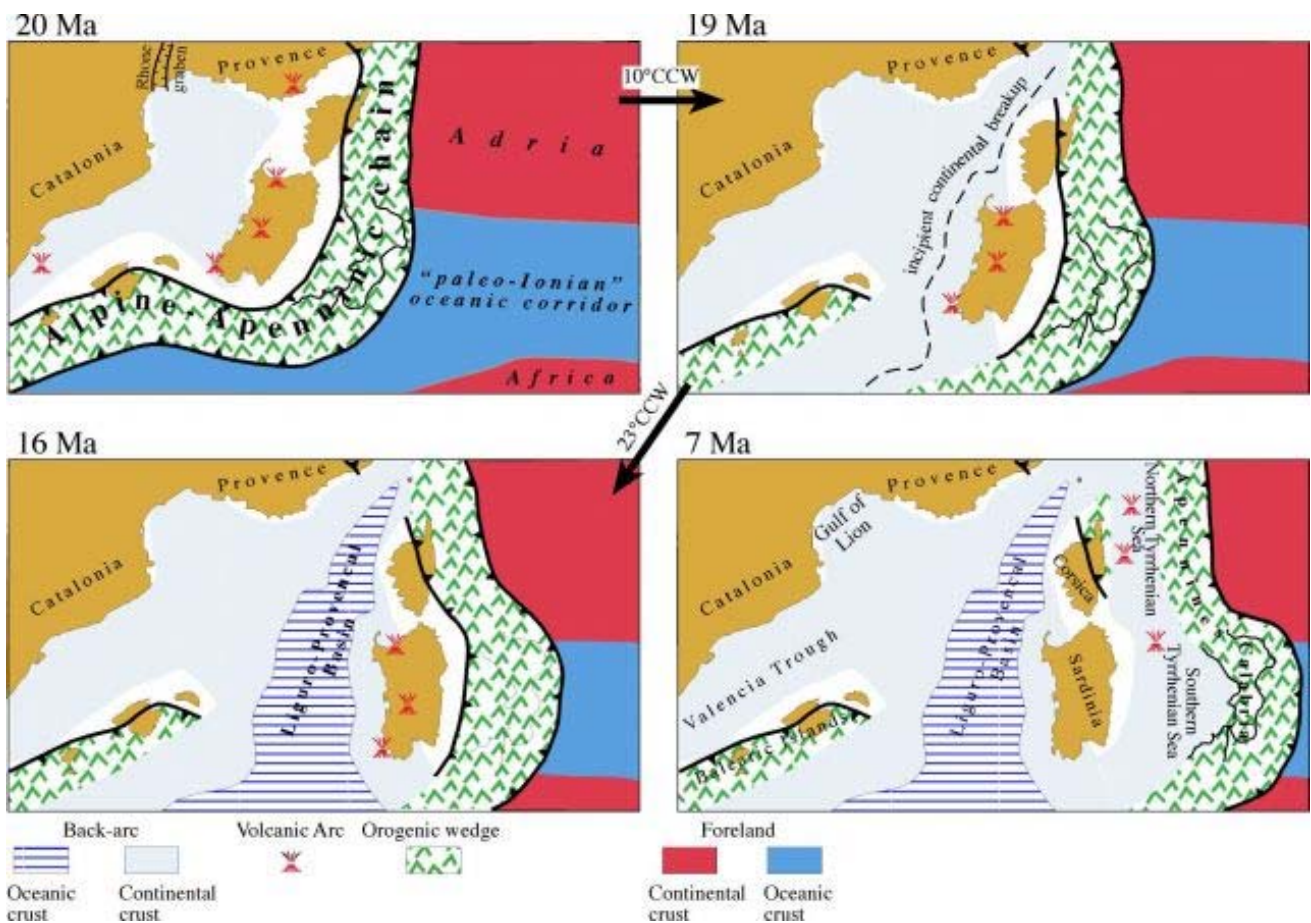 20 Ma
Rhone
graben
Provence
Catalonia
Alpine-Apenninic chain
Adria
"paleo-Ionian"
oceanic corridor
Africa
10°CCW
19 Ma
Provence
Catalonia
incipient continental breakup
23°CCW
16 Ma
Provence
Catalonia
Liguro-Provencal
Basin
7 Ma
Provence
Gulf of
Lion
Catalonia
Valencia Trough
Balearic Islands
Liguro-Provencal
Basin
Corsica
Sardinia
Northern Tyrrhenian
Sea
Apennines
Southern
Tyrrhenian Sea
Calabria
Back-arc
Volcanic Arc
Orogenic wedge
Foreland
Oceanic
crust
Continental
crust
Continental
crust
Oceanic
crust